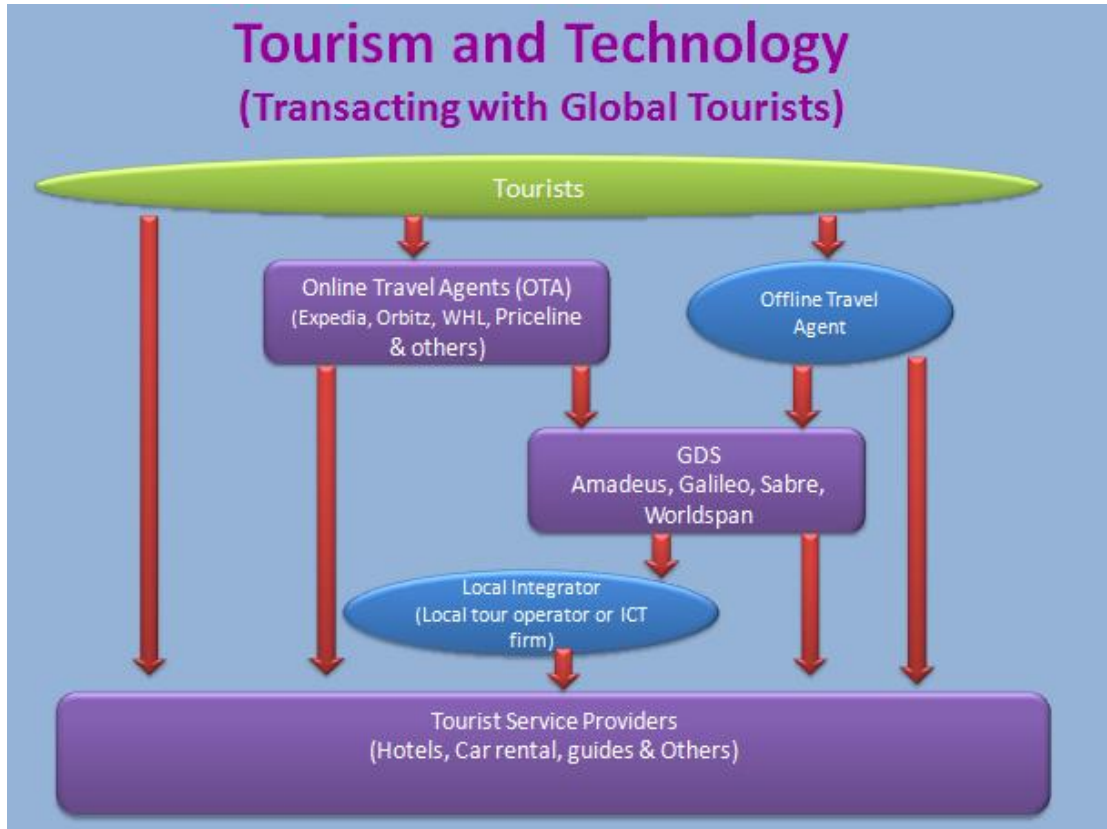 Tourism and Technology
(Transacting with Global Tourists)
Tourists
Online Travel Agents (OTA)
(Expedia, Orbitz, WHL, Priceline
& others)
Offline Travel
Agent
GDS
Amadeus, Galileo, Sabre,
Worldspan
Local Integrator
(Local tour operator or ICT
firm)
Tourist Service Providers
(Hotels, Car rental, guides & Others)